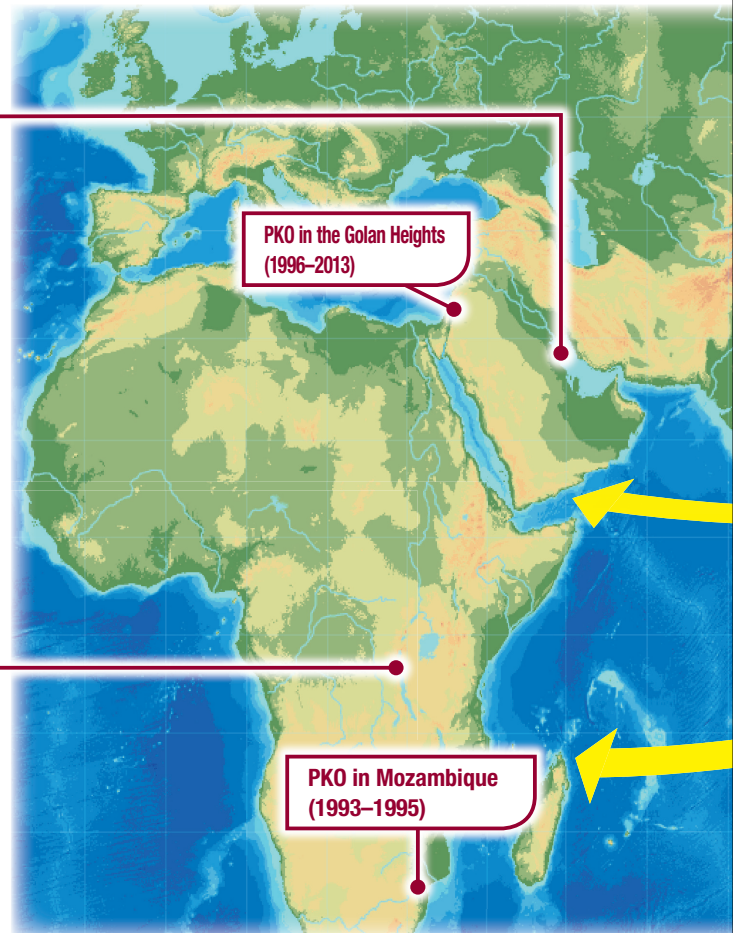 PKO in the Golan Heights
(1996–2013)
PKO in Mozambique
(1993–1995)